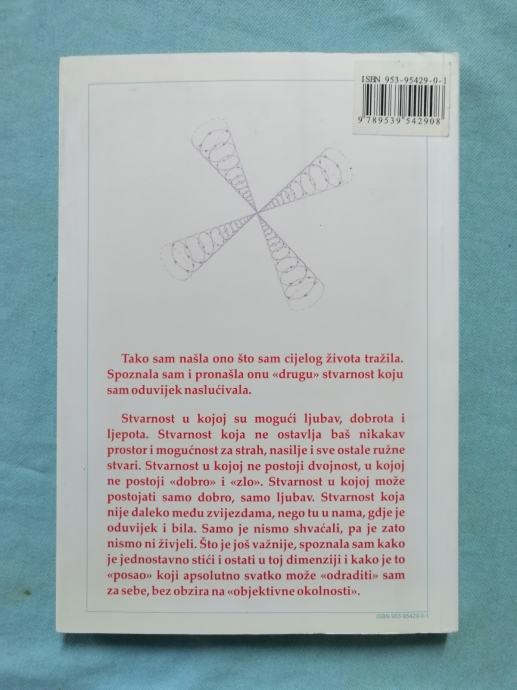 ISBN 953-95429-0-1
9 789539 542908
Tako sam našla ono što sam cijelog života tražila.
Spoznala sam i pronašla onu «drugu» stvarnost koju
sam oduvijek naslućivala.
Stvarnost u kojoj su mogući ljubav, dobrota i
ljepota. Stvarnost koja ne ostavlja baš nikakav
prostor i mogućnost za strah, nasilje i sve ostale ružne
stvari. Stvarnost u kojoj ne postoji dvojnost, u kojoj
ne postoji «dobro» i «zlo». Stvarnost u kojoj može
postojati samo dobro, samo ljubav. Stvarnost koja
nije daleko među zvijezdama, nego tu u nama, gdje je
oduvijek i bila. Samo je nismo shvaćali, pa je zato
nismo ni živjeli. Što je još važnije, spoznala sam kako
je jednostavno stići i ostati u toj dimenziji i kako je to
«posao» koji apsolutno svatko može «odraditi» sam
za sebe, bez obzira na «objektivne okolnosti».
ISBN 953-95429-0-1